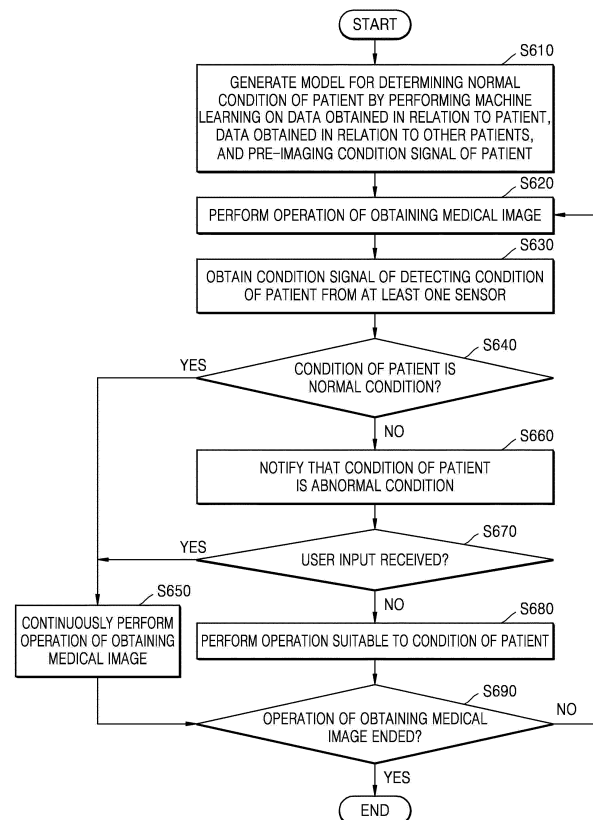 START
S610
GENERATE MODEL FOR DETERMINING NORMAL
CONDITION OF PATIENT BY PERFORMING MACHINE
LEARNING ON DATA OBTAINED IN RELATION TO PATIENT,
DATA OBTAINED IN RELATION TO OTHER PATIENTS,
AND PRE-IMAGING CONDITION SIGNAL OF PATIENT
S620
PERFORM OPERATION OF OBTAINING MEDICAL IMAGE
S630
OBTAIN CONDITION SIGNAL OF DETECTING CONDITION
OF PATIENT FROM AT LEAST ONE SENSOR
S640
YES
CONDITION OF PATIENT IS
NORMAL CONDITION?
NO
S660
NOTIFY THAT CONDITION OF PATIENT
IS ABNORMAL CONDITION
S670
YES
USER INPUT RECEIVED?
NO
S650
CONTINUOUSLY PERFORM
OPERATION OF OBTAINING
MEDICAL IMAGE
S680
PERFORM OPERATION SUITABLE TO CONDITION OF PATIENT
S690
OPERATION OF OBTAINING MEDICAL
IMAGE ENDED?
NO
YES
END